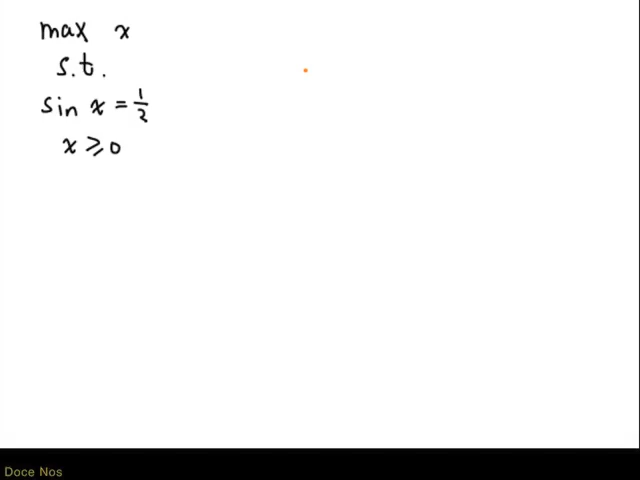 max x
s.t.
sin x = 1/2
x ⩾ 0
Doce Nos